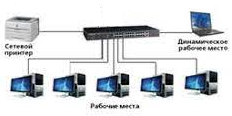 Сетевой
принтер
Динамическое
рабочее место
Рабочие места